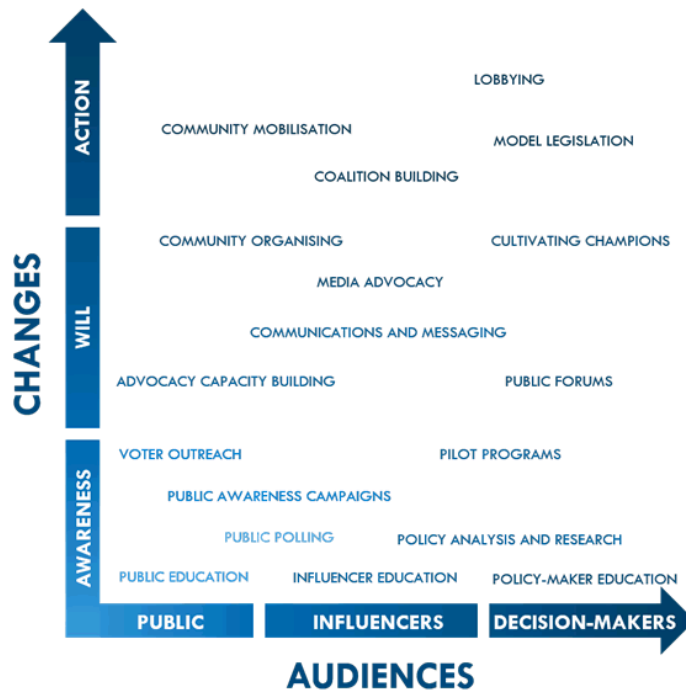 LOBBYING
COMMUNITY MOBILISATION
MODEL LEGISLATION
COALITION BUILDING
ACTION
COMMUNITY ORGANISING
CULTIVATING CHAMPIONS
MEDIA ADVOCACY
COMMUNICATIONS AND MESSAGING
ADVOCACY CAPACITY BUILDING
PUBLIC FORUMS
WILL
CHANGES
VOTER OUTREACH
PILOT PROGRAMS
PUBLIC AWARENESS CAMPAIGNS
PUBLIC POLLING
POLICY ANALYSIS AND RESEARCH
PUBLIC EDUCATION
INFLUENCER EDUCATION
POLICY-MAKER EDUCATION
AWARENESS
PUBLIC
INFLUENCERS
DECISION-MAKERS
AUDIENCES